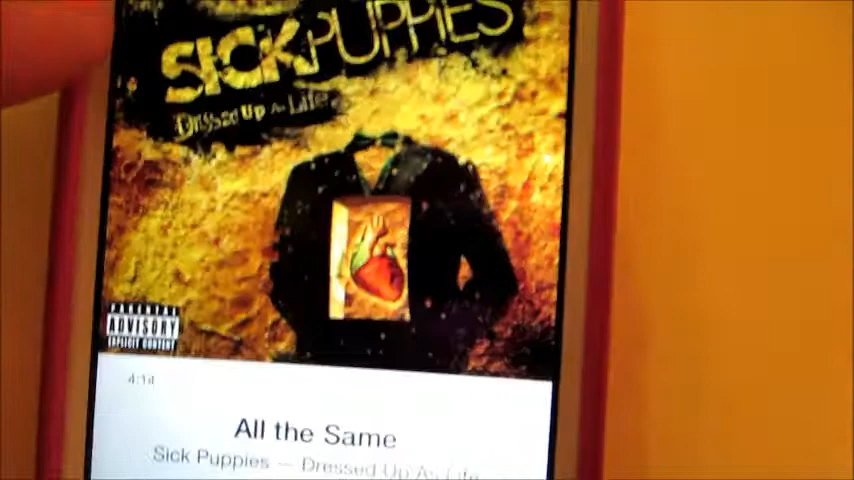 SICKPUPPIES
Dressed Up As Life
PARENTAL
ADVISORY
EXPLICIT CONTENT
4:14
All the Same
Sick Puppies — Dressed Up As Life